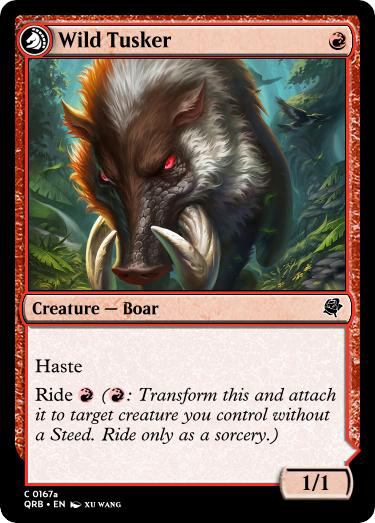 Wild Tusker
Creature — Boar
Haste
Ride (: Transform this and attach
it to target creature you control without
a Steed. Ride only as a sorcery.)
1/1
C 0167a
QRB • EN XU WANG